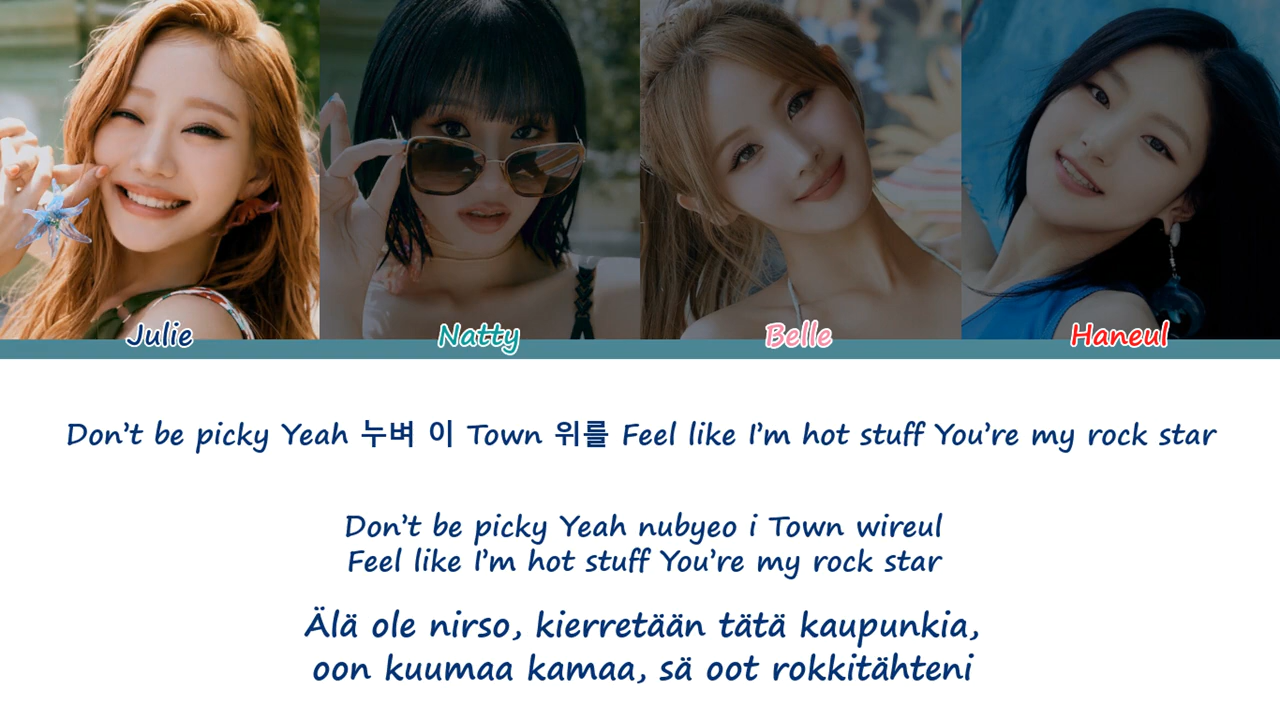 Julie
Natty
Belle
Haneul
Don't be picky Yeah 누벼 이 Town 위를 Feel like I'm hot stuff You're my rock star
Don't be picky Yeah nubyeo i Town wireul
Feel like I'm hot stuff You're my rock star
Älä ole nirso, kierretään tätä kaupunkia,
oon kuumaa kamaa, sä oot rokkitähteni